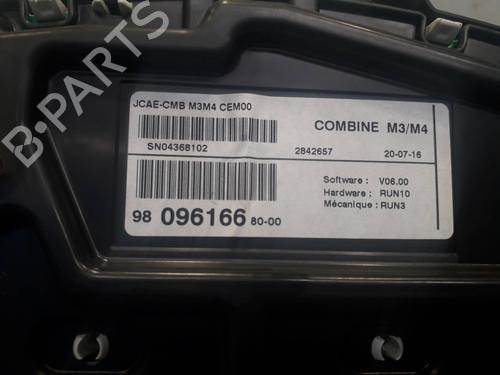 JCAE-CMB M3M4 CEM00
COMBINE M3/M4
SN04368102
2842657
20-07-16
Software : V06.00
Hardware : RUN10
Mécanique : RUN3
98 096166 80-00
B-PARTS